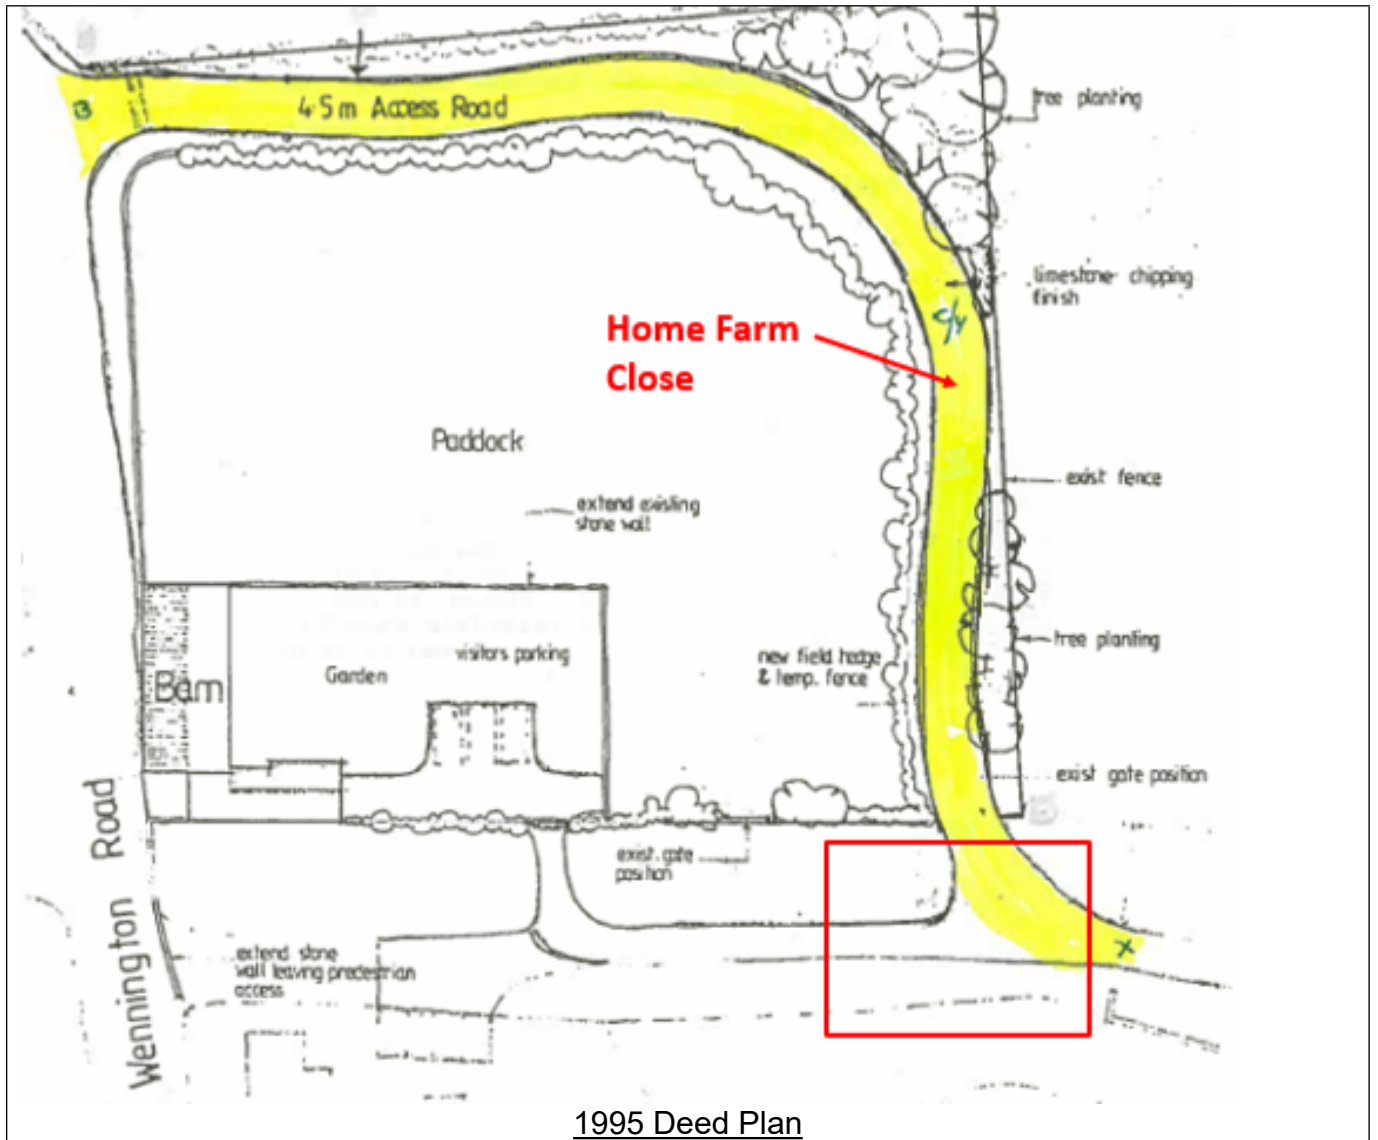 B
4·5m Access Road
tree planting
limestone chipping
finish
C/Y
Home Farm
Close
Paddock
exist fence
extend existing
stone wall
tree planting
new field hedge
& temp. fence
visitors parking
Garden
Barn
exist gate position
exist. gate
position
Wennington Road
extend stone
wall leaving predestrian
access
X
1995 Deed Plan